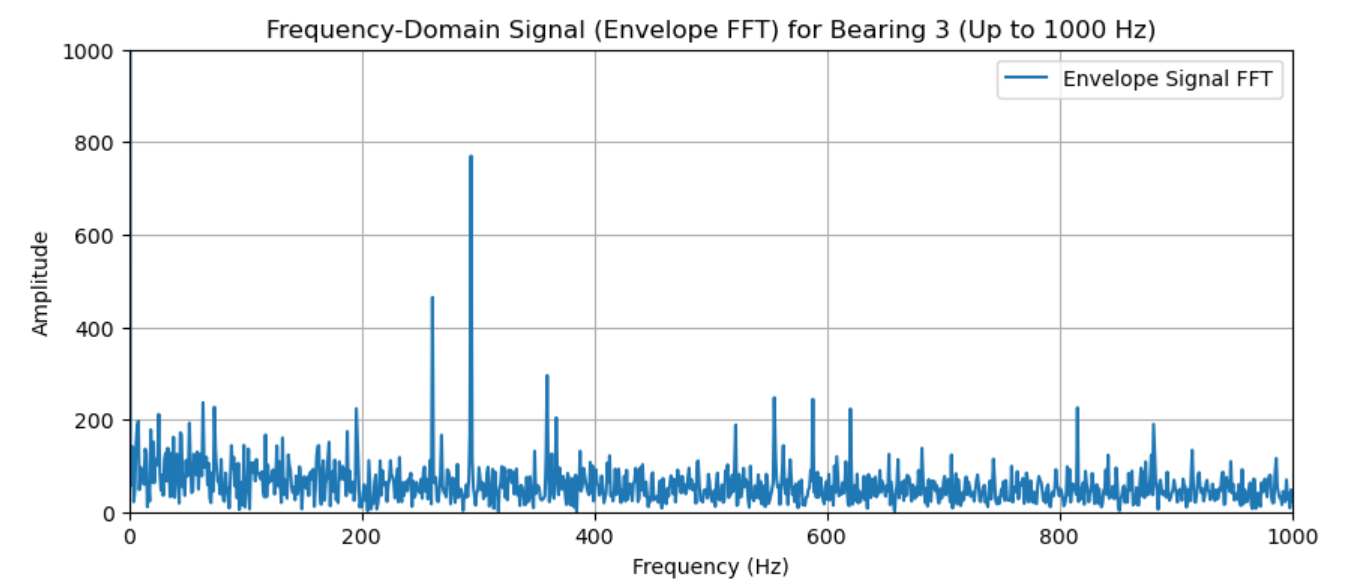 Frequency-Domain Signal (Envelope FFT) for Bearing 3 (Up to 1000 Hz)
Envelope Signal FFT
1000
800
600
400
200
0
Amplitude
0 200 400 600 800 1000
Frequency (Hz)